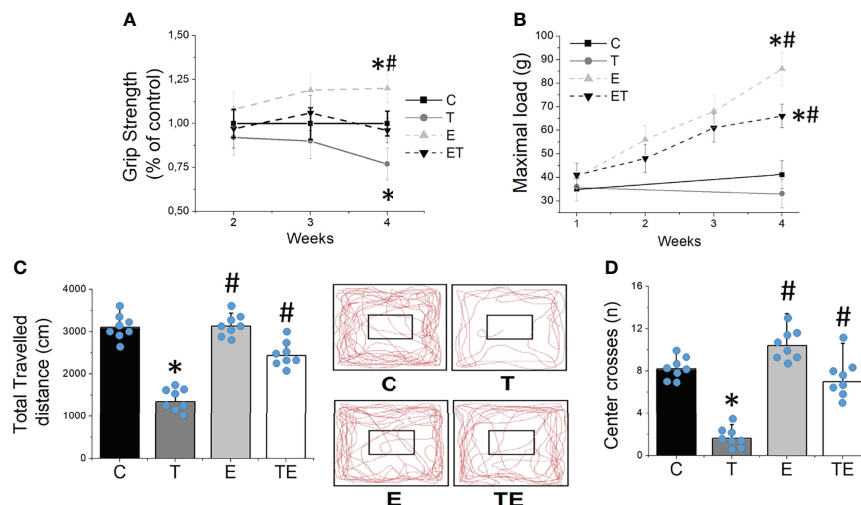 A
Grip Strength
(% of control)
1,50
1,25
1,00
0,75
0,50
2 3 4
Weeks
*#
*
C
T
E
ET
B
Maximal load (g)
100
90
80
70
60
50
40
30
1 2 3 4
Weeks
C
T
E
ET
*#
*#
C
Total Travelled
distance (cm)
4000
3000
2000
1000
0
* # #
C T E TE
C T
E TE
D
Center crosses (n)
16
12
8
4
0
* # #
C T E TE